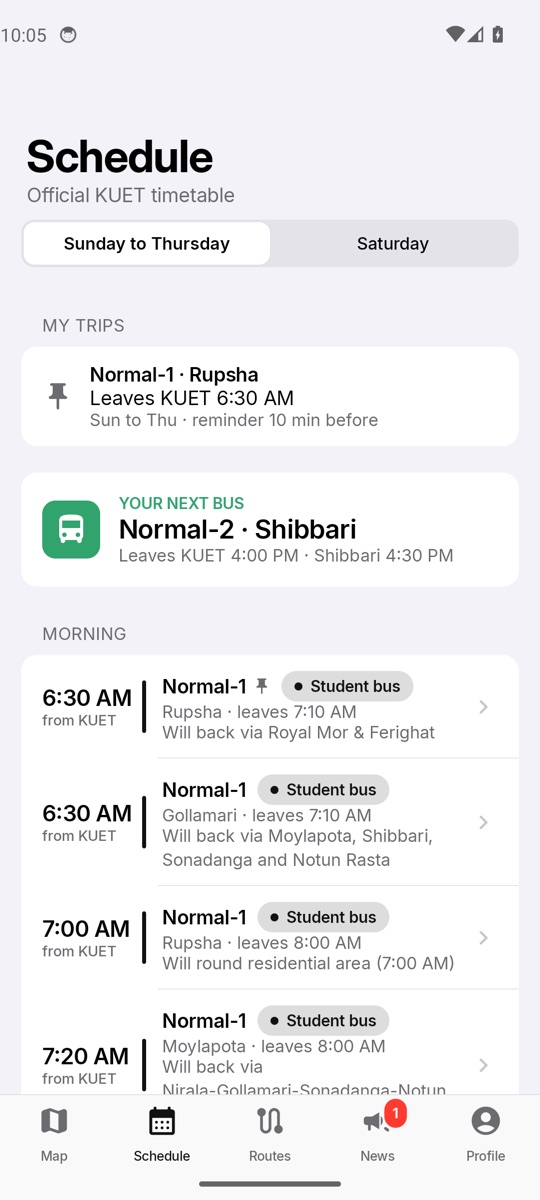 10:05
Schedule
Official KUET timetable
Sunday to Thursday
Saturday
MY TRIPS
Normal-1 · Rupsha
Leaves KUET 6:30 AM
Sun to Thu · reminder 10 min before
YOUR NEXT BUS
Normal-2 · Shibbari
Leaves KUET 4:00 PM · Shibbari 4:30 PM
MORNING
6:30 AM
from KUET
Normal-1
Student bus
Rupsha · leaves 7:10 AM
Will back via Royal Mor & Ferighat
6:30 AM
from KUET
Normal-1
Student bus
Gollamari · leaves 7:10 AM
Will back via Moylapota, Shibbari,
Sonadanga and Notun Rasta
7:00 AM
from KUET
Normal-1
Student bus
Rupsha · leaves 8:00 AM
Will round residential area (7:00 AM)
7:20 AM
from KUET
Normal-1
Student bus
Moylapota · leaves 8:00 AM
Will back via
Nirala-Gollamari-Sonadanga-Notun
1
Map
Schedule
Routes
News
Profile